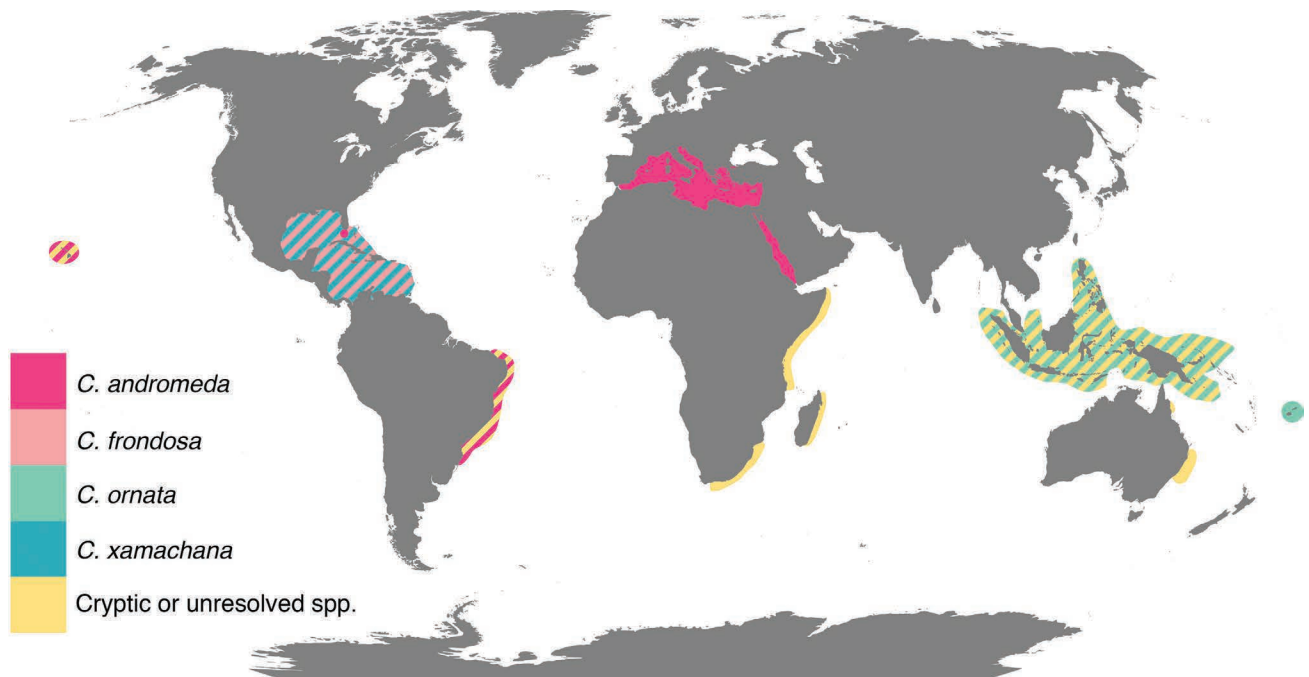 C. andromeda
C. frondosa
C. ornata
C. xamachana
Cryptic or unresolved spp.